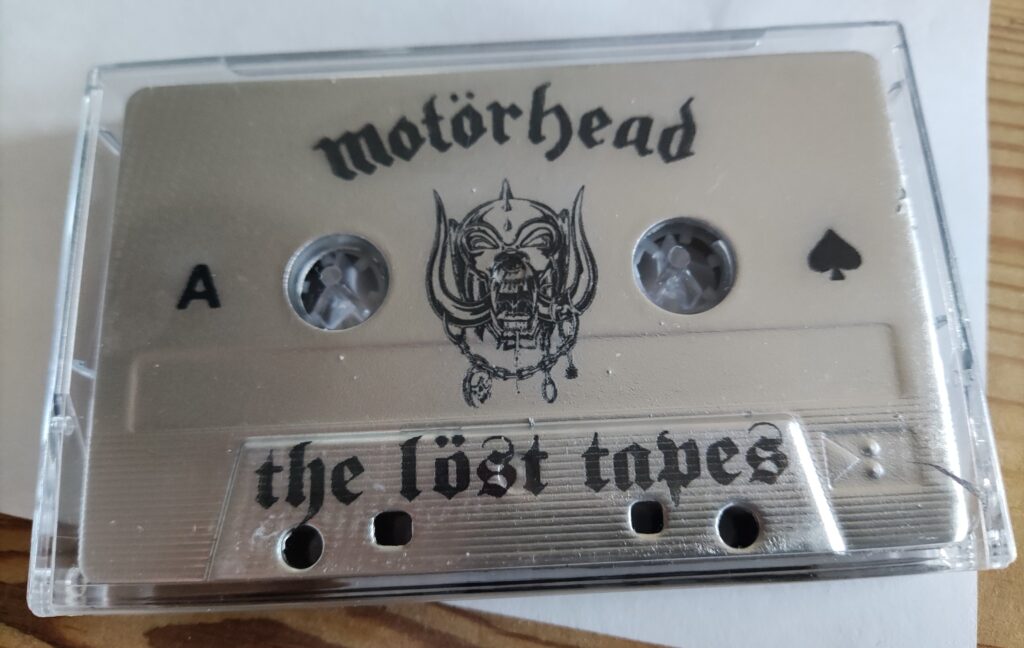 motörhead
A
the löst tapes